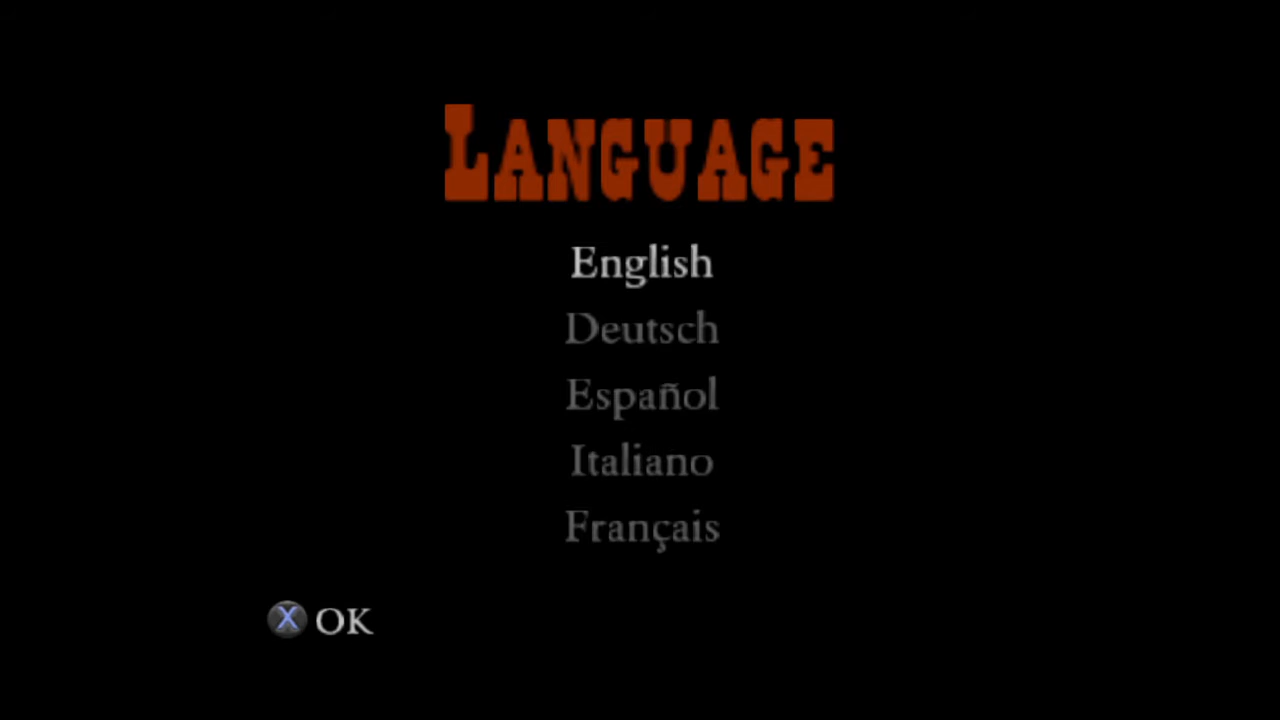 LANGUAGE
English
Deutsch
Español
Italiano
Français
X OK